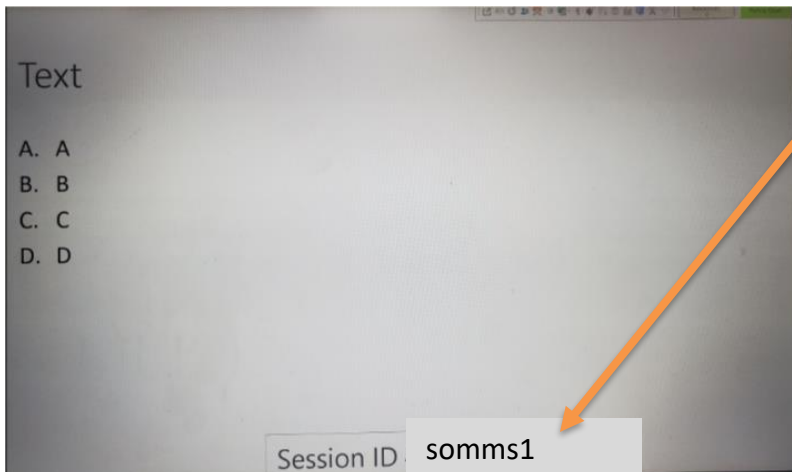 Text
A. A
B. B
C. C
D. D
Session ID somms1